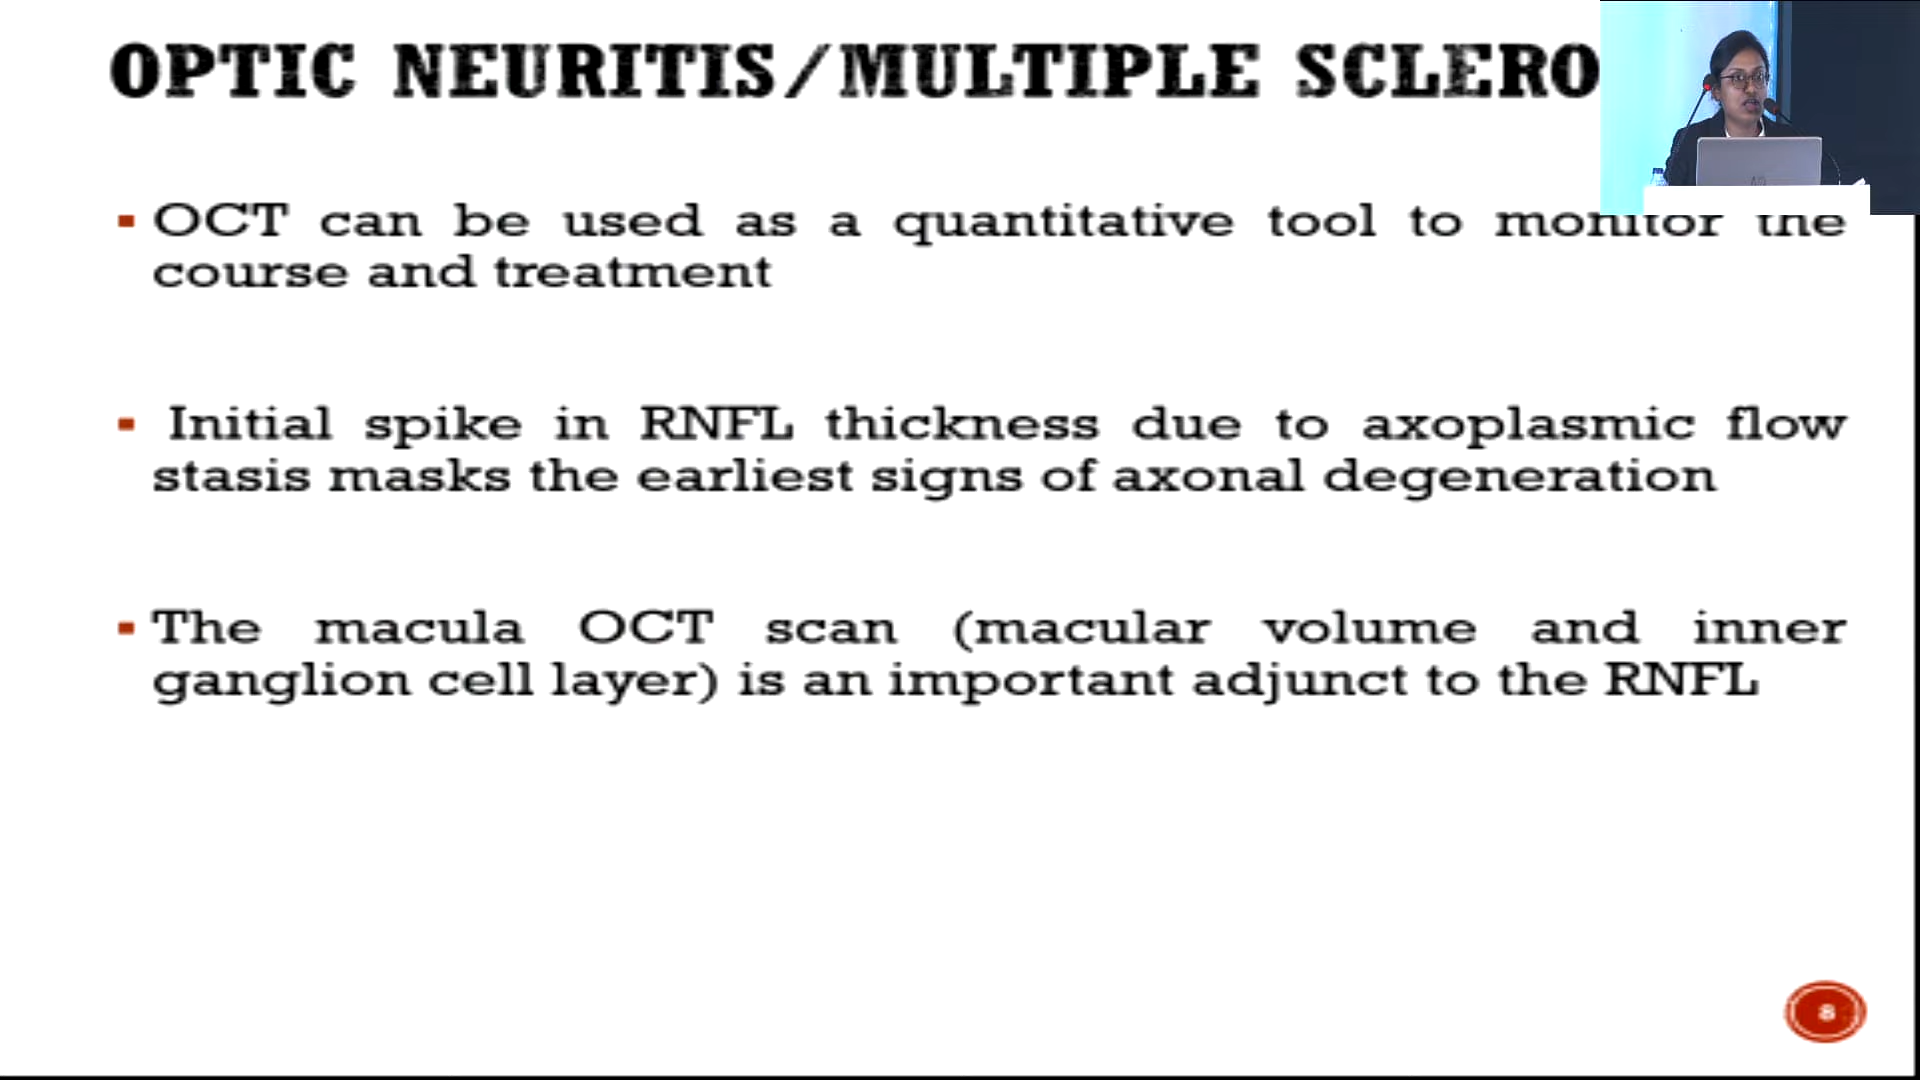 OPTIC NEURITIS/MULTIPLE SCLERO
▪ OCT can be used as a quantitative tool to monitor the
course and treatment
▪ Initial spike in RNFL thickness due to axoplasmic flow
stasis masks the earliest signs of axonal degeneration
▪ The macula OCT scan (macular volume and inner
ganglion cell layer) is an important adjunct to the RNFL
8